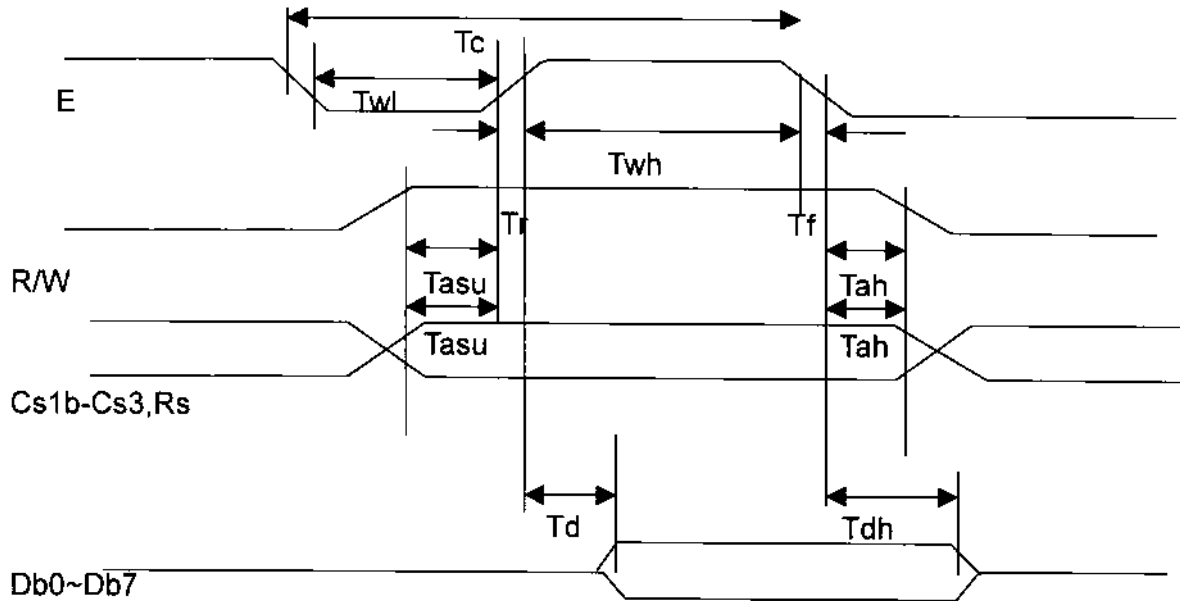 Tc
E
Twl
Twh
Tr
Tf
R/W
Tasu
Tah
Tasu
Tah
Cs1b-Cs3,Rs
Td
Tdh
Db0~Db7